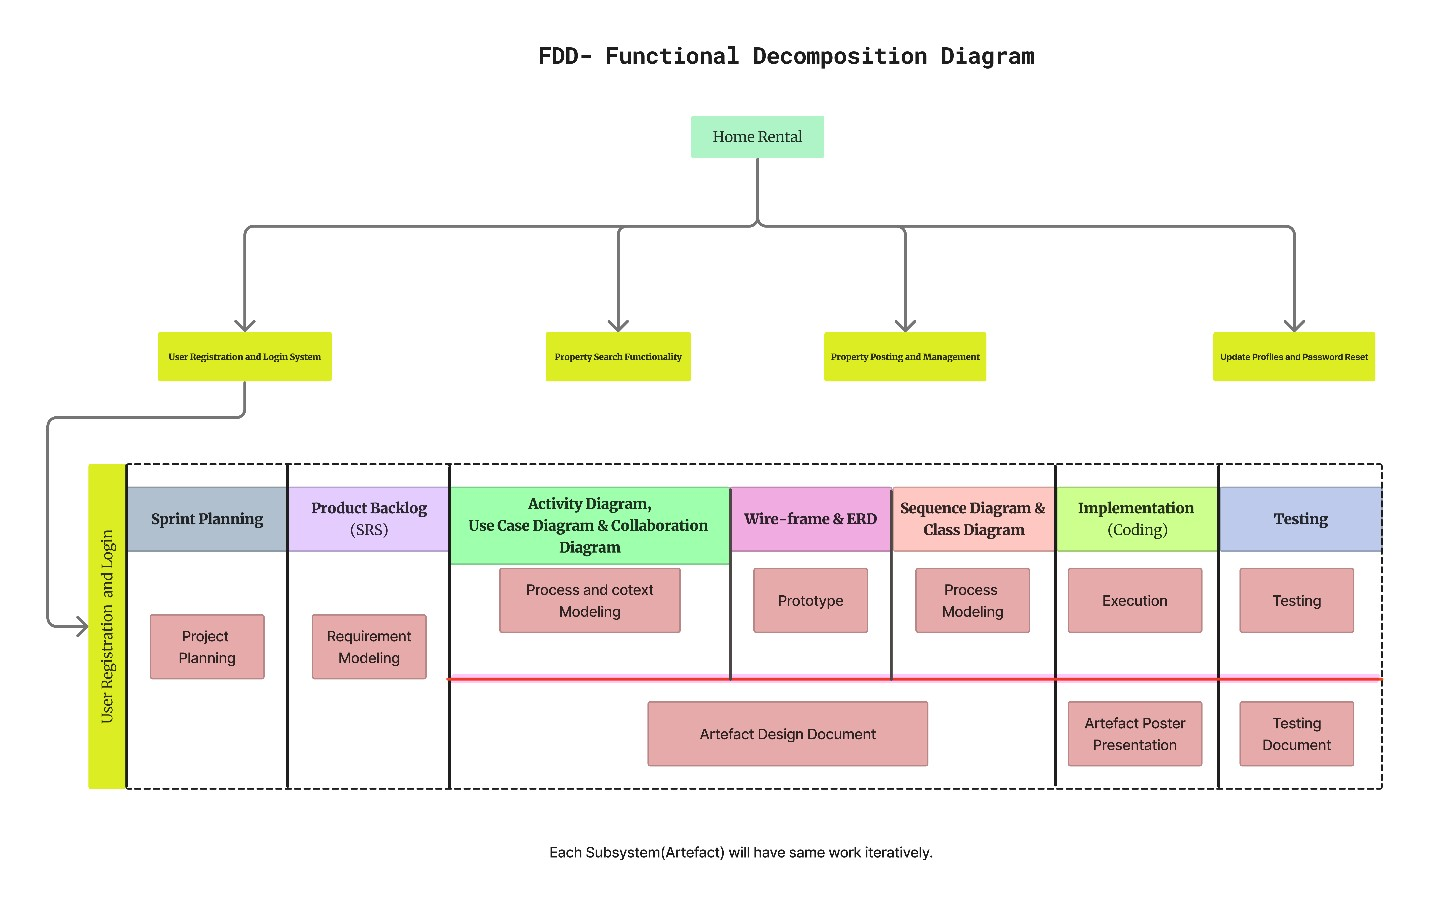 FDD- Functional Decomposition Diagram
Home Rental
User Registration and Login System
Property Search Functionality
Property Posting and Management
Update Profiles and Password Reset
User Registration and Login
Sprint Planning
Product Backlog
(SRS)
Activity Diagram,
Use Case Diagram & Collaboration
Diagram
Wire-frame & ERD
Sequence Diagram &
Class Diagram
Implementation
(Coding)
Testing
Project
Planning
Requirement
Modeling
Process and cotext
Modeling
Prototype
Process
Modeling
Execution
Testing
Artefact Design Document
Artefact Poster
Presentation
Testing
Document
Each Subsystem(Artefact) will have same work iteratively.